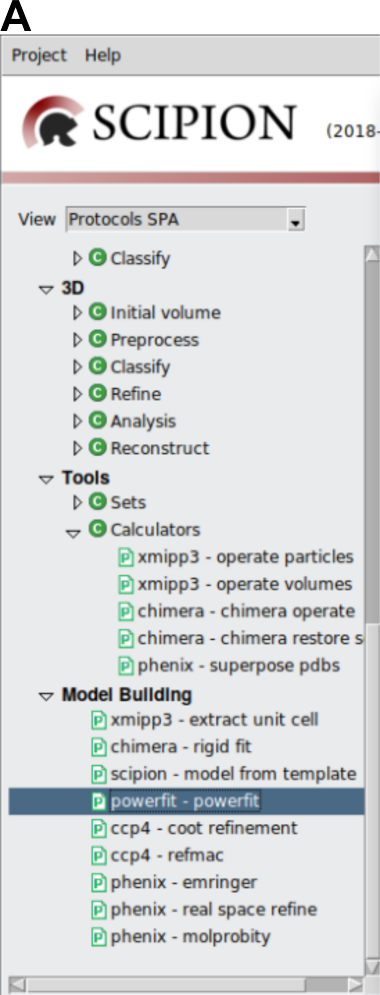 A
Project Help
SCIPION (2018-
View Protocols SPA
C Classify
3D
C Initial volume
C Preprocess
C Classify
C Refine
C Analysis
C Reconstruct
Tools
C Sets
C Calculators
P xmipp3 - operate particles
P xmipp3 - operate volumes
P chimera - chimera operate
P chimera - chimera restore s
P phenix - superpose pdbs
Model Building
P xmipp3 - extract unit cell
P chimera - rigid fit
P scipion - model from template
P powerfit - powerfit
P ccp4 - coot refinement
P ccp4 - refmac
P phenix - emringer
P phenix - real space refine
P phenix - molprobity